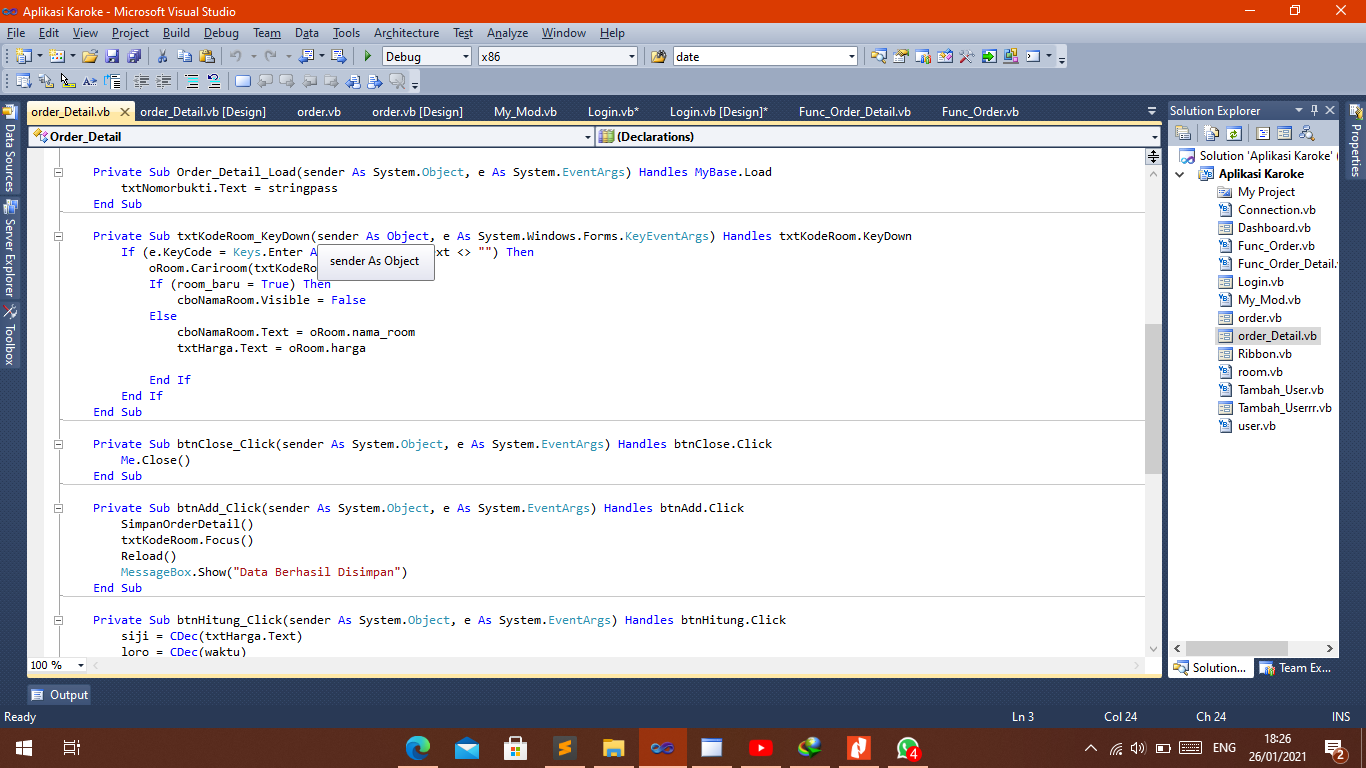 Aplikasi Karoke - Microsoft Visual Studio
File Edit View Project Build Debug Team Data Tools Architecture Test Analyze Window Help
Debug x86 date
order_Detail.vb order_Detail.vb [Design] order.vb order.vb [Design] My_Mod.vb Login.vb* Login.vb [Design]* Func_Order_Detail.vb Func_Order.vb
Order_Detail (Declarations)
Data Sources
Server Explorer
Toolbox
Private Sub Order_Detail_Load(sender As System.Object, e As System.EventArgs) Handles MyBase.Load
txtNomorbukti.Text = stringpass
End Sub
Private Sub txtKodeRoom_KeyDown(sender As Object, e As System.Windows.Forms.KeyEventArgs) Handles txtKodeRoom.KeyDown
If (e.KeyCode = Keys.Enter A ext <> "") Then
sender As Object
oRoom.Cariroom(txtKodeRo
If (room_baru = True) Then
cboNamaRoom.Visible = False
Else
cboNamaRoom.Text = oRoom.nama_room
txtHarga.Text = oRoom.harga
End If
End If
End Sub
Private Sub btnClose_Click(sender As System.Object, e As System.EventArgs) Handles btnClose.Click
Me.Close()
End Sub
Private Sub btnAdd_Click(sender As System.Object, e As System.EventArgs) Handles btnAdd.Click
SimpanOrderDetail()
txtKodeRoom.Focus()
Reload()
MessageBox.Show("Data Berhasil Disimpan")
End Sub
Private Sub btnHitung_Click(sender As System.Object, e As System.EventArgs) Handles btnHitung.Click
siji = CDec(txtHarga.Text)
loro = CDec(waktu)
100 %
Solution Explorer
Solution 'Aplikasi Karoke' (
Aplikasi Karoke
My Project
Connection.vb
Dashboard.vb
Func_Order.vb
Func_Order_Detail.
Login.vb
My_Mod.vb
order.vb
order_Detail.vb
Ribbon.vb
room.vb
Tambah_User.vb
Tambah_Userrr.vb
user.vb
Solution... Team Ex...
Properties
Output
Ready Ln 3 Col 24 Ch 24 INS
ENG 18:26
26/01/2021
4
2